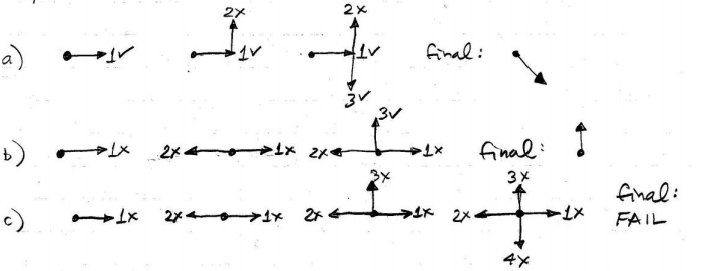 2x 2x
a) 1✓ 1✓ 1✓ final:
3✓
3✓
b) 1x 2x 1x 2x 1x final:
3x 3x final:
c) 1x 2x 1x 2x 1x 2x 1x FAIL
4x